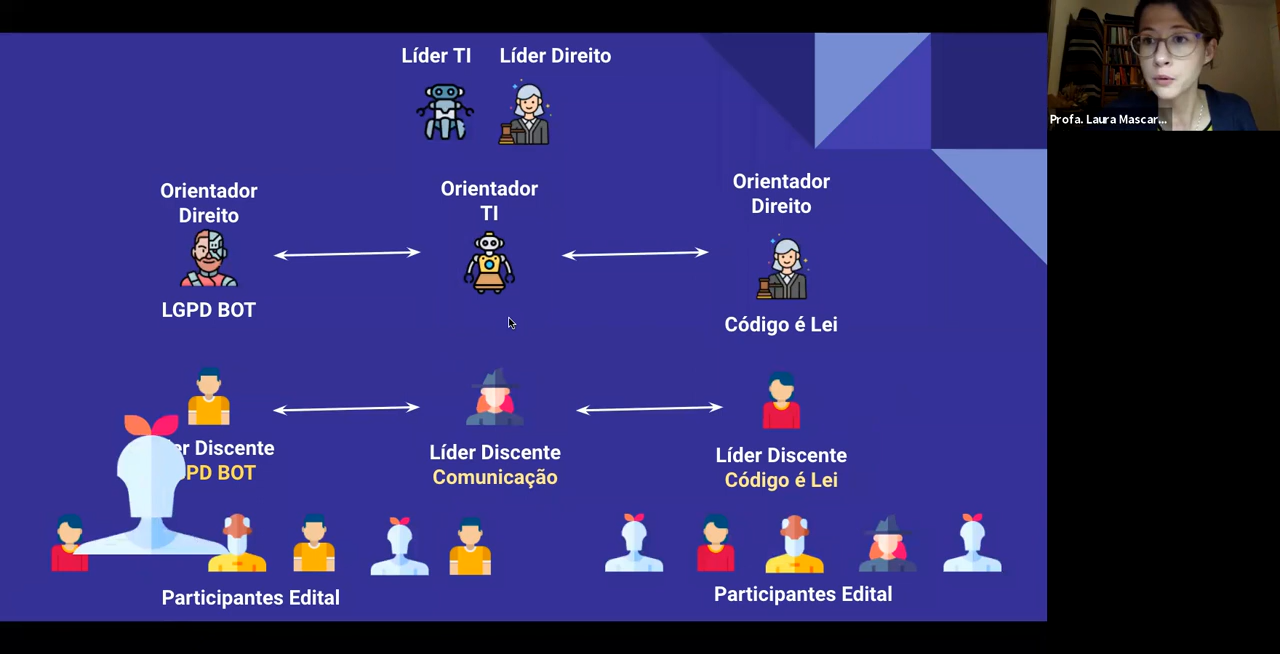 Líder TI
Líder Direito
Orientador
Direito
Orientador
TI
Orientador
Direito
LGPD BOT
Código é Lei
er Discente
PD BOT
Líder Discente
Comunicação
Líder Discente
Código é Lei
Participantes Edital
Participantes Edital
Profa. Laura Mascar...